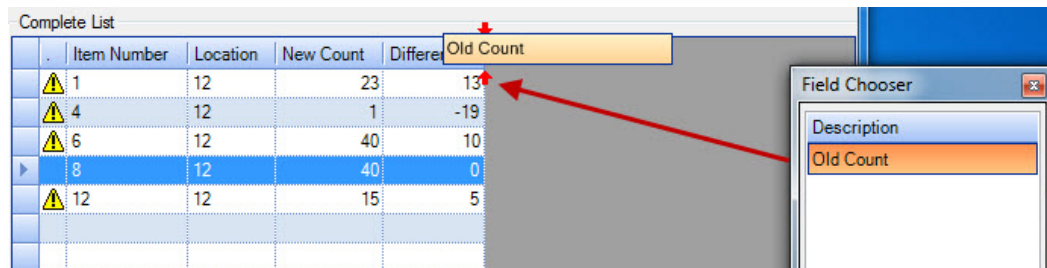 Complete List
. Item Number Location New Count Differe Old Count
1 12 23 13
4 12 1 -19
6 12 40 10
8 12 40 0
12 12 15 5
Field Chooser
Description
Old Count